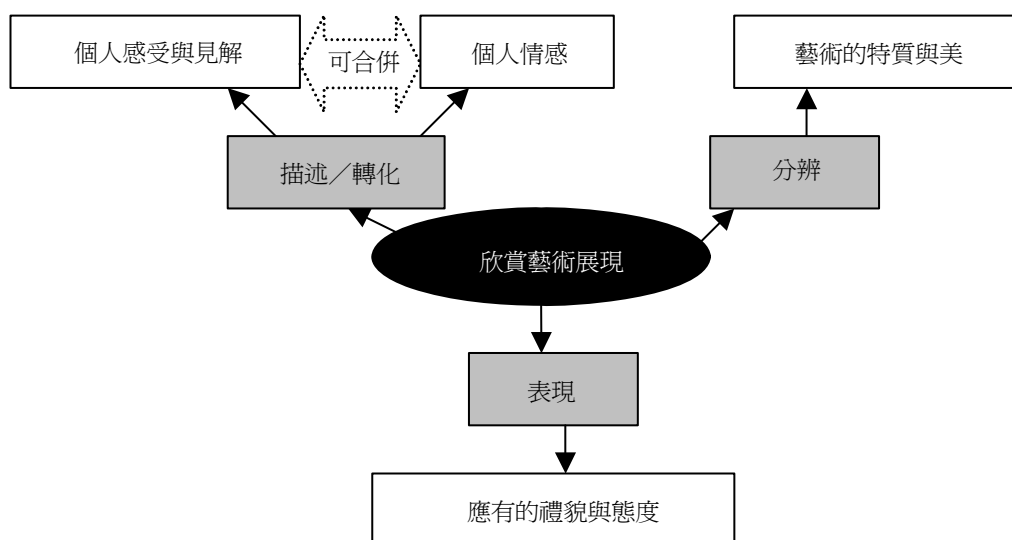 個人感受與見解
可合併
個人情感
藝術的特質與美
描述／轉化
分辨
欣賞藝術展現
表現
應有的禮貌與態度